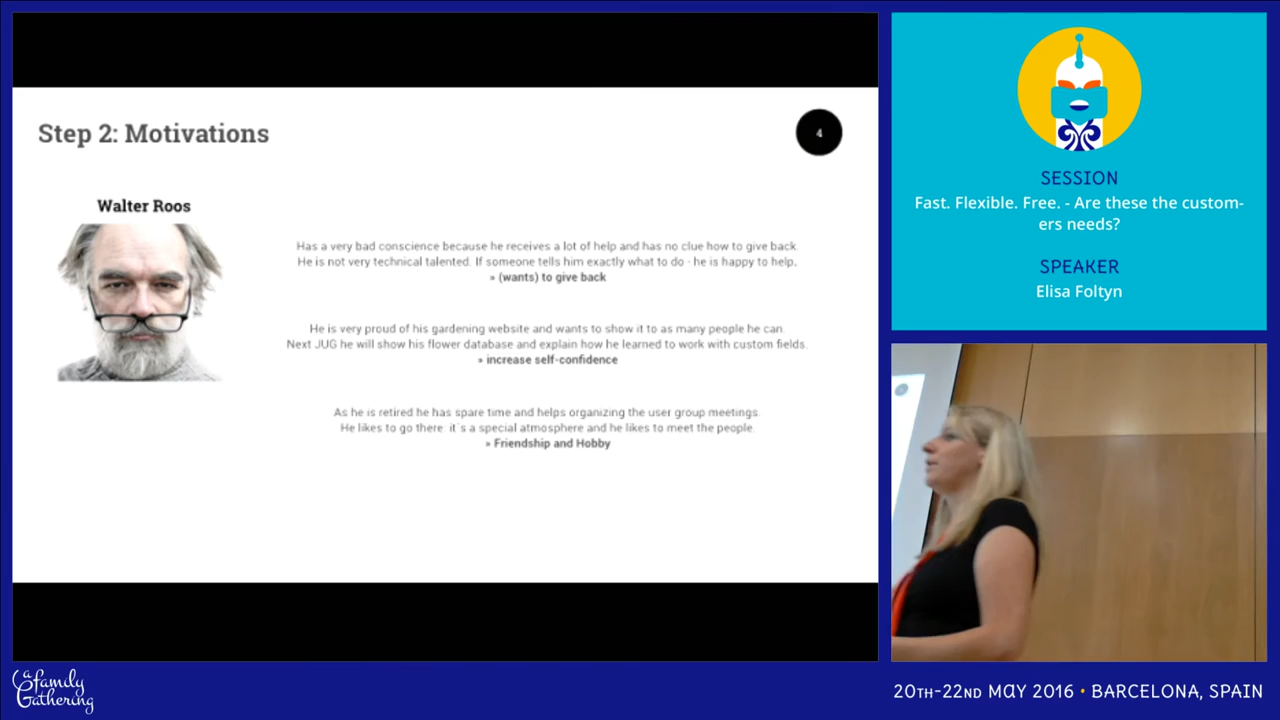 Step 2: Motivations
4
Walter Roos
Has a very bad conscience because he receives a lot of help and has no clue how to give back.
He is not very technical talented. If someone tells him exactly what to do - he is happy to help.
» (wants) to give back
He is very proud of his gardening website and wants to show it to as many people he can.
Next JUG he will show his flower database and explain how he learned to work with custom fields.
» increase self-confidence
As he is retired he has spare time and helps organizing the user group meetings.
He likes to go there: it´s a special atmosphere and he likes to meet the people.
» Friendship and Hobby
SESSION
Fast. Flexible. Free. - Are these the custom-
ers needs?
SPEAKER
Elisa Foltyn
a family
Gathering
20TH-22ND MAY 2016 • BARCELONA, SPAIN